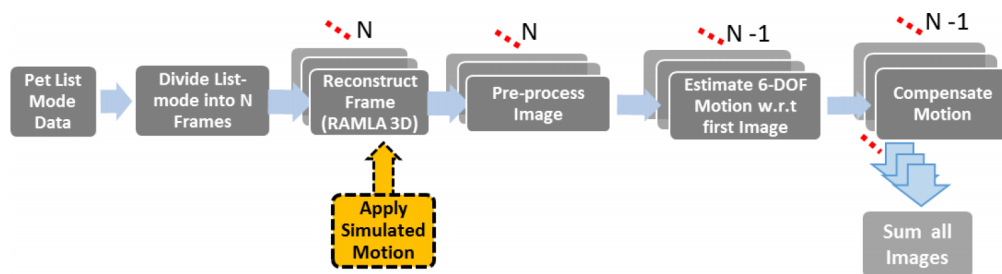 N
N
N -1
N -1
Pet List
Mode
Data
Divide List-
mode into N
Frames
Reconstruct
Frame
(RAMLA 3D)
Pre-process
Image
Estimate 6-DOF
Motion w.r.t
first Image
Compensate
Motion
Apply
Simulated
Motion
Sum all
Images